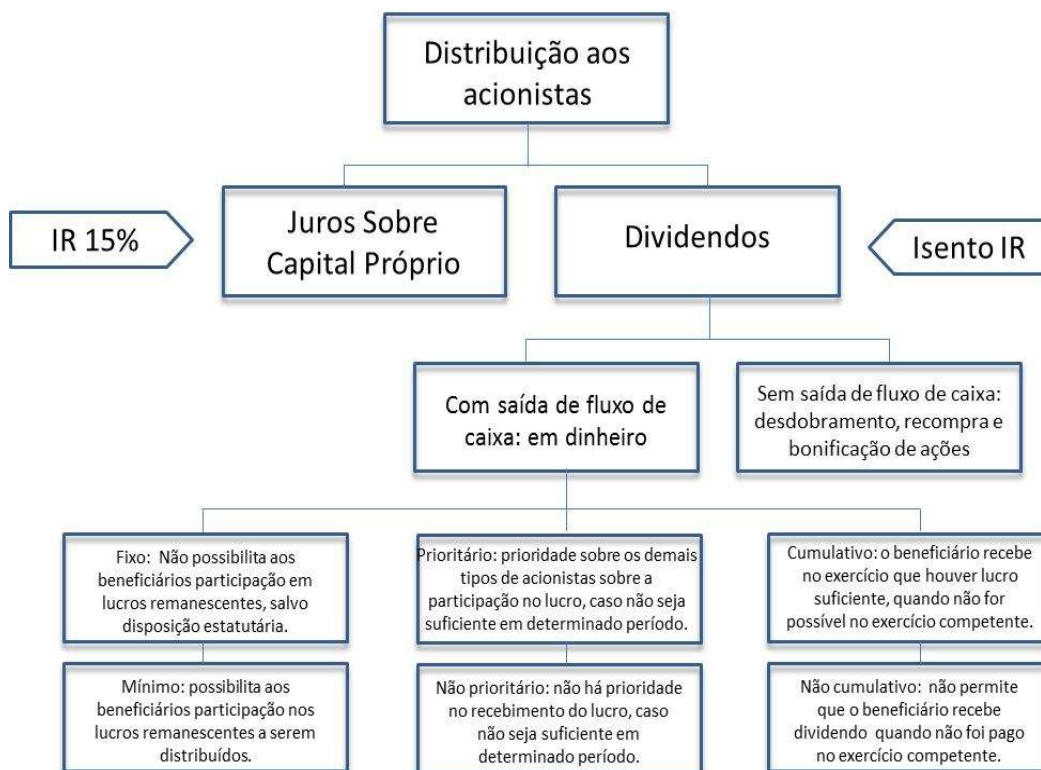 Distribuição aos
acionistas
IR 15%
Juros Sobre
Capital Próprio
Dividendos
Isento IR
Com saída de fluxo de
caixa: em dinheiro
Sem saída de fluxo de caixa:
desdobramento, recompra e
bonificação de ações
Fixo: Não possibilita aos
beneficiários participação em
lucros remanescentes, salvo
disposição estatutária.
Prioritário: prioridade sobre os demais
tipos de acionistas sobre a
participação no lucro, caso não seja
suficiente em determinado período.
Cumulativo: o beneficiário recebe
no exercício que houver lucro
suficiente, quando não for
possível no exercício competente.
Mínimo: possibilita aos
beneficiários participação nos
lucros remanescentes a serem
distribuídos.
Não prioritário: não há prioridade
no recebimento do lucro, caso
não seja suficiente em
determinado período.
Não cumulativo: não permite
que o beneficiário recebe
dividendo quando não foi pago
no exercício competente.